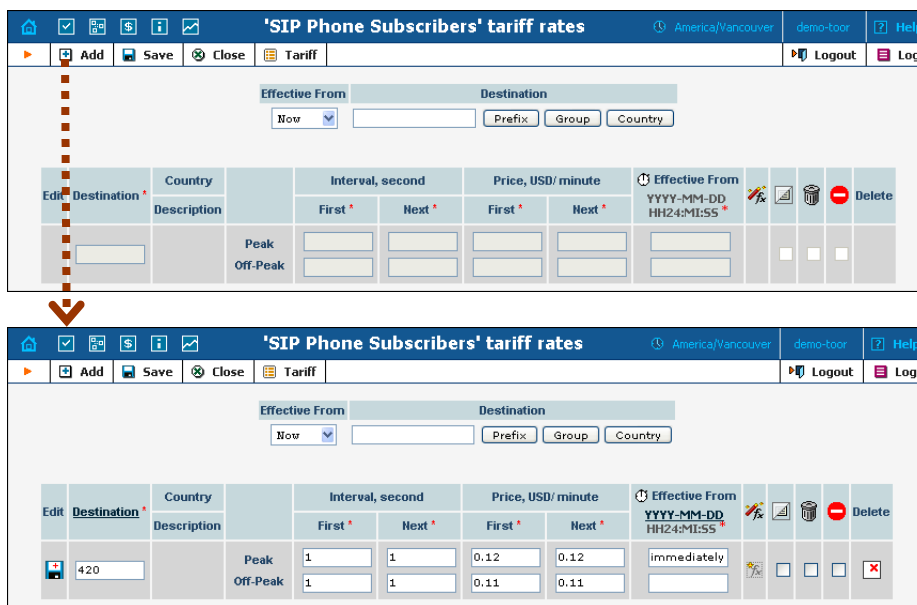 'SIP Phone Subscribers' tariff rates America/Vancouver demo-toor ? Help
Add Save Close Tariff Logout Log
Effective From Destination
Now Prefix Group Country
Edit Destination * Country Interval, second Price, USD/ minute Effective From Delete
Description First * Next * First * Next * YYYY-MM-DD
HH24:MI:SS *
Peak
Off-Peak
'SIP Phone Subscribers' tariff rates America/Vancouver demo-toor ? Help
Add Save Close Tariff Logout Log
Effective From Destination
Now Prefix Group Country
Edit Destination * Country Interval, second Price, USD/ minute Effective From Delete
Description First * Next * First * Next * YYYY-MM-DD
HH24:MI:SS *
420 Peak 1 1 0.12 0.12 immediately
Off-Peak 1 1 0.11 0.11